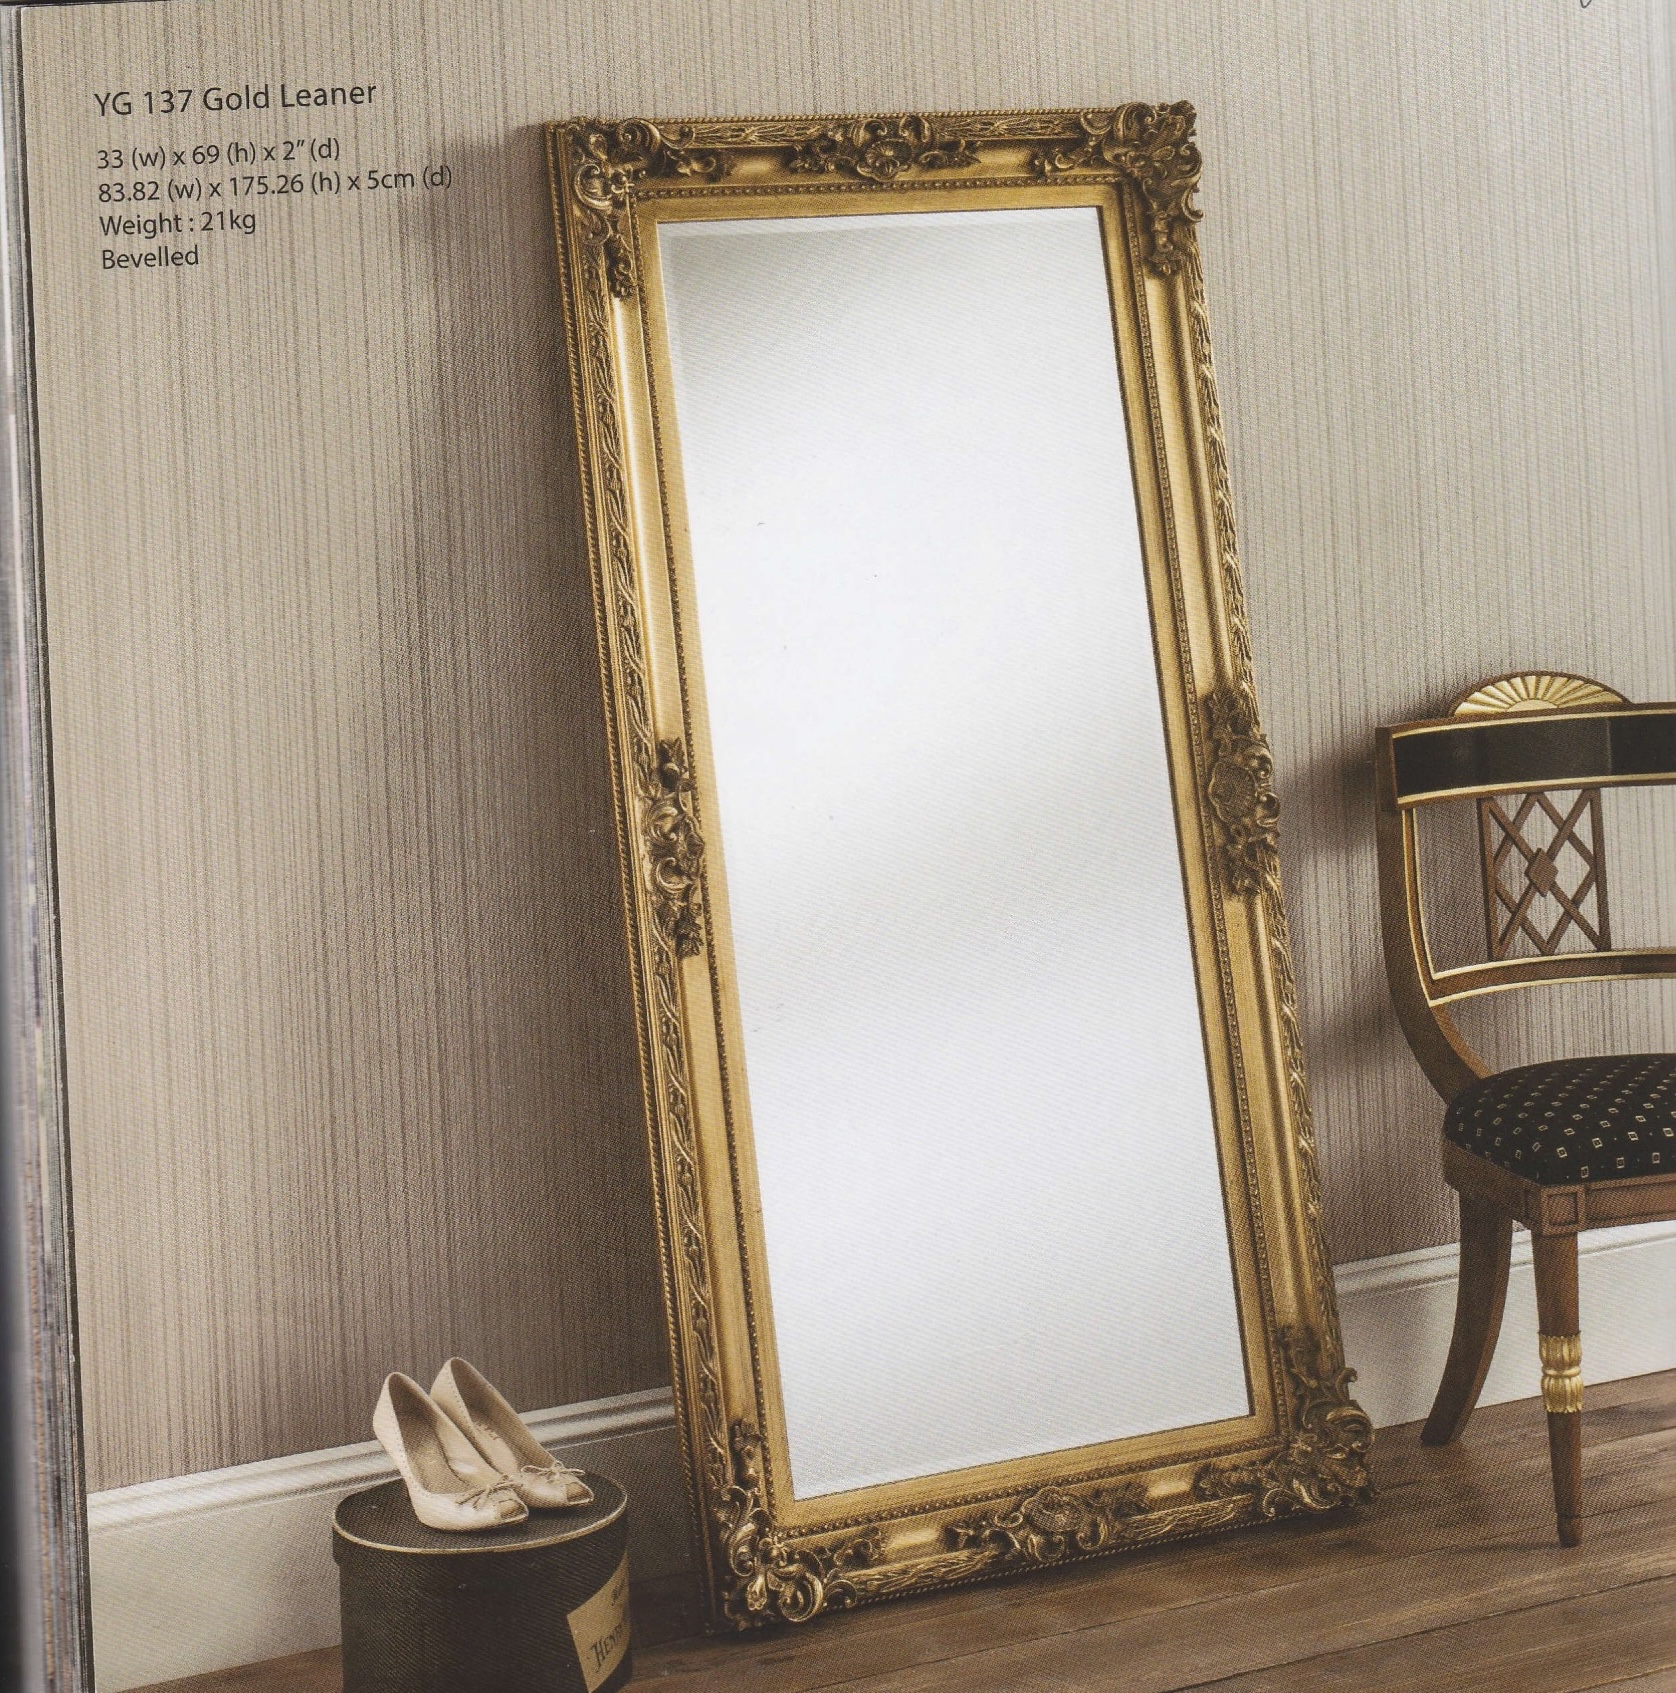 YG 137 Gold Leaner
33 (w) x 69 (h) x 2” (d)
83.82 (w) x 175.26 (h) x 5cm (d)
Weight : 21kg
Bevelled